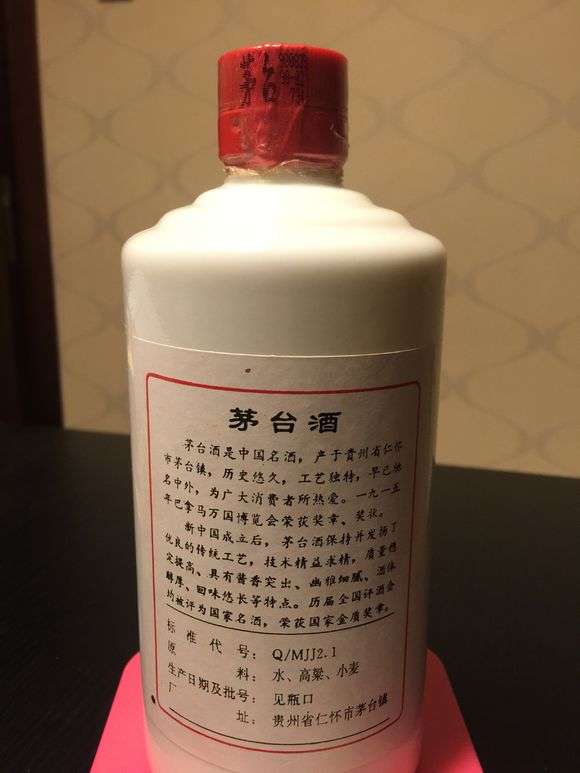 茅台
茅台酒
茅台酒是中国名酒，产于贵州省仁怀
市茅台镇，历史悠久，工艺独特，早已驰
名中外，为广大消费者所热爱。一九一五
年巴拿马万国博览会荣获奖章、奖状。
新中国成立后，茅台酒保持并发扬了
优良的传统工艺，技术精益求精，质量稳
定提高、具有酱香突出、幽雅细腻、酒体
醇厚、回味悠长等特点。历届全国评酒会
均被评为国家名酒，荣获国家金质奖章。
标准代号：Q/MJJ2.1
原料：水、高粱、小麦
生产日期及批号：见瓶口
厂址：贵州省仁怀市茅台镇